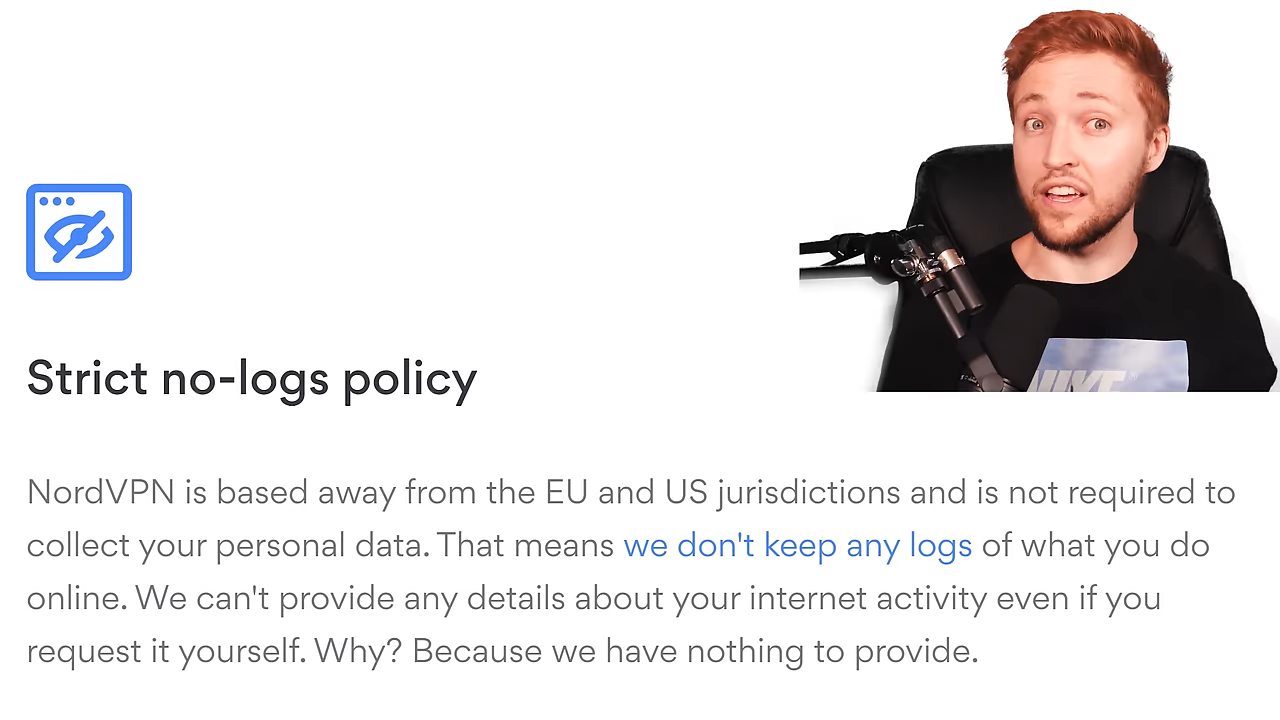 Strict no-logs policy
NordVPN is based away from the EU and US jurisdictions and is not required to
collect your personal data. That means we don't keep any logs of what you do
online. We can't provide any details about your internet activity even if you
request it yourself. Why? Because we have nothing to provide.
NIKE